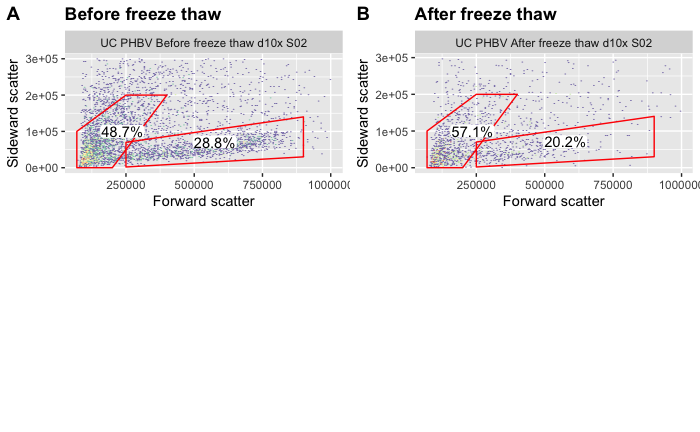 A Before freeze thaw
UC PHBV Before freeze thaw d10x S02
3e+05
2e+05
1e+05
0e+00
Sideward scatter
48.7%
28.8%
250000 500000 750000 1000000
Forward scatter
B After freeze thaw
UC PHBV After freeze thaw d10x S02
3e+05
2e+05
1e+05
0e+00
Sideward scatter
57.1%
20.2%
250000 500000 750000 1000000
Forward scatter